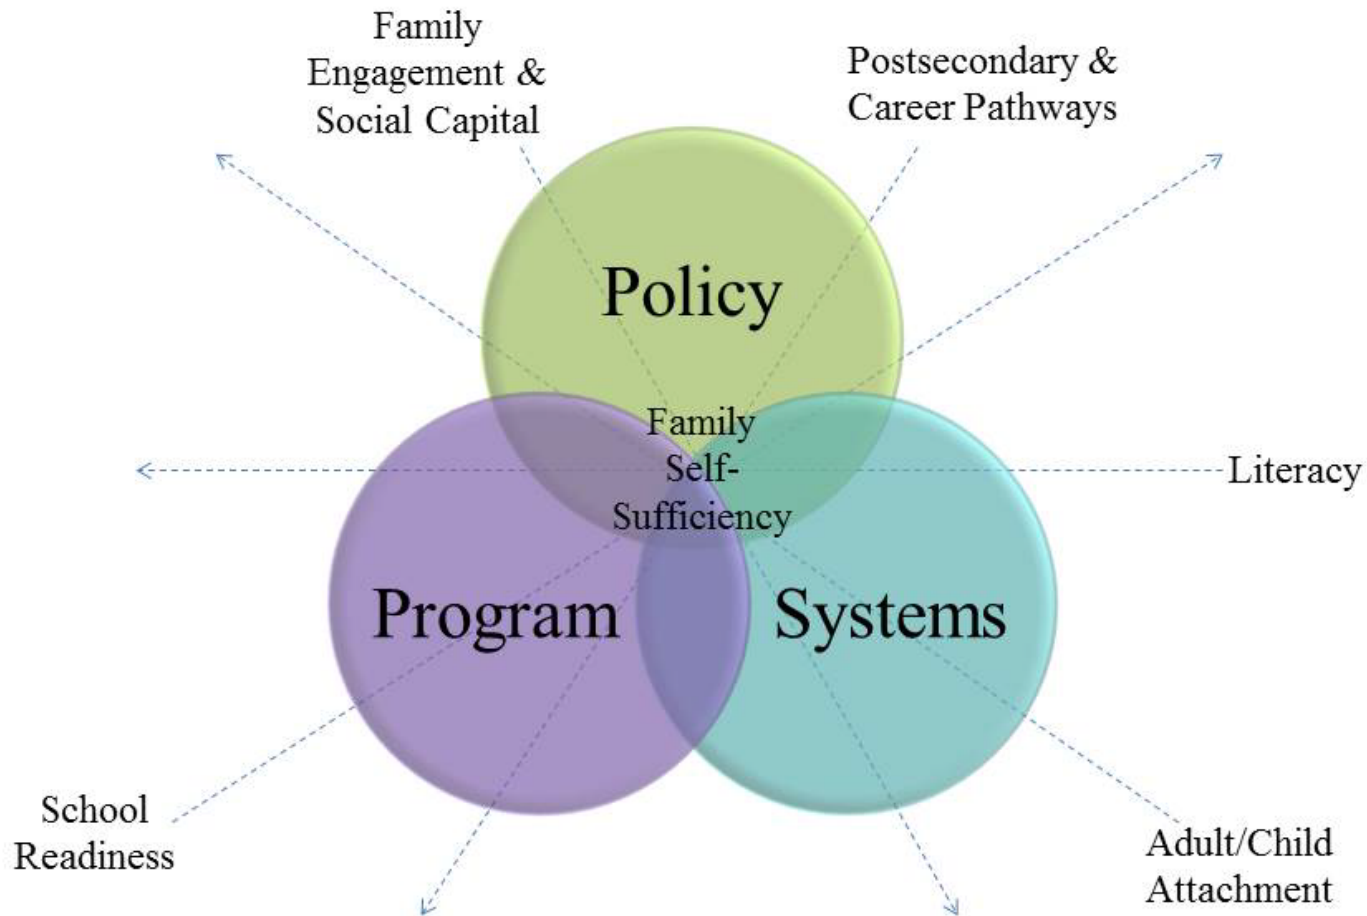 Family
Engagement &
Social Capital
Postsecondary &
Career Pathways
Policy
Family
Self-
Sufficiency
Literacy
Program
Systems
School
Readiness
Adult/Child
Attachment